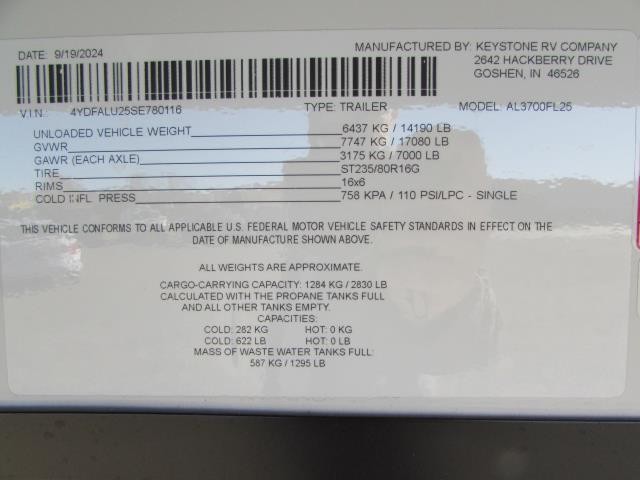 DATE: 9/19/2024
MANUFACTURED BY: KEYSTONE RV COMPANY
2642 HACKBERRY DRIVE
GOSHEN, IN 46526
V.I.N. 4YDFALU25SE780116 TYPE: TRAILER MODEL: AL3700FL25
UNLOADED VEHICLE WEIGHT 6437 KG / 14190 LB
GVWR 7747 KG / 17080 LB
GAWR (EACH AXLE) 3175 KG / 7000 LB
TIRE ST235/80R16G
RIMS 16x6
COLD INFL. PRESS 758 KPA / 110 PSI/LPC - SINGLE
THIS VEHICLE CONFORMS TO ALL APPLICABLE U.S. FEDERAL MOTOR VEHICLE SAFETY STANDARDS IN EFFECT ON THE
DATE OF MANUFACTURE SHOWN ABOVE.
ALL WEIGHTS ARE APPROXIMATE.
CARGO-CARRYING CAPACITY: 1284 KG / 2830 LB
CALCULATED WITH THE PROPANE TANKS FULL
AND ALL OTHER TANKS EMPTY.
CAPACITIES:
COLD: 282 KG HOT: 0 KG
COLD: 622 LB HOT: 0 LB
MASS OF WASTE WATER TANKS FULL:
587 KG / 1295 LB